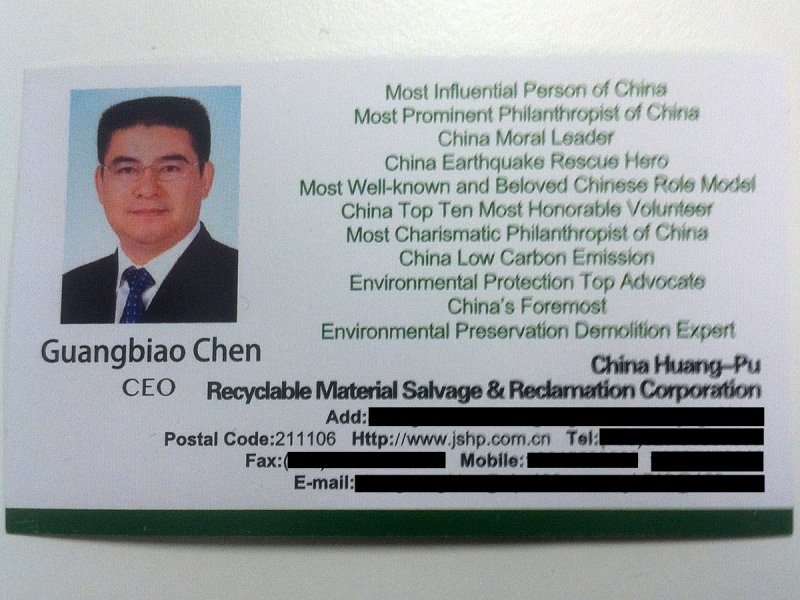 Most Influential Person of China
Most Prominent Philanthropist of China
China Moral Leader
China Earthquake Rescue Hero
Most Well-known and Beloved Chinese Role Model
China Top Ten Most Honorable Volunteer
Most Charismatic Philanthropist of China
China Low Carbon Emission
Environmental Protection Top Advocate
China's Foremost
Environmental Preservation Demolition Expert
Guangbiao Chen
CEO
China Huang-Pu
Recyclable Material Salvage & Reclamation Corporation
Add:
Postal Code:211106 Http://www.jshp.com.cn Tel:
Fax:( Mobile:
E-mail: